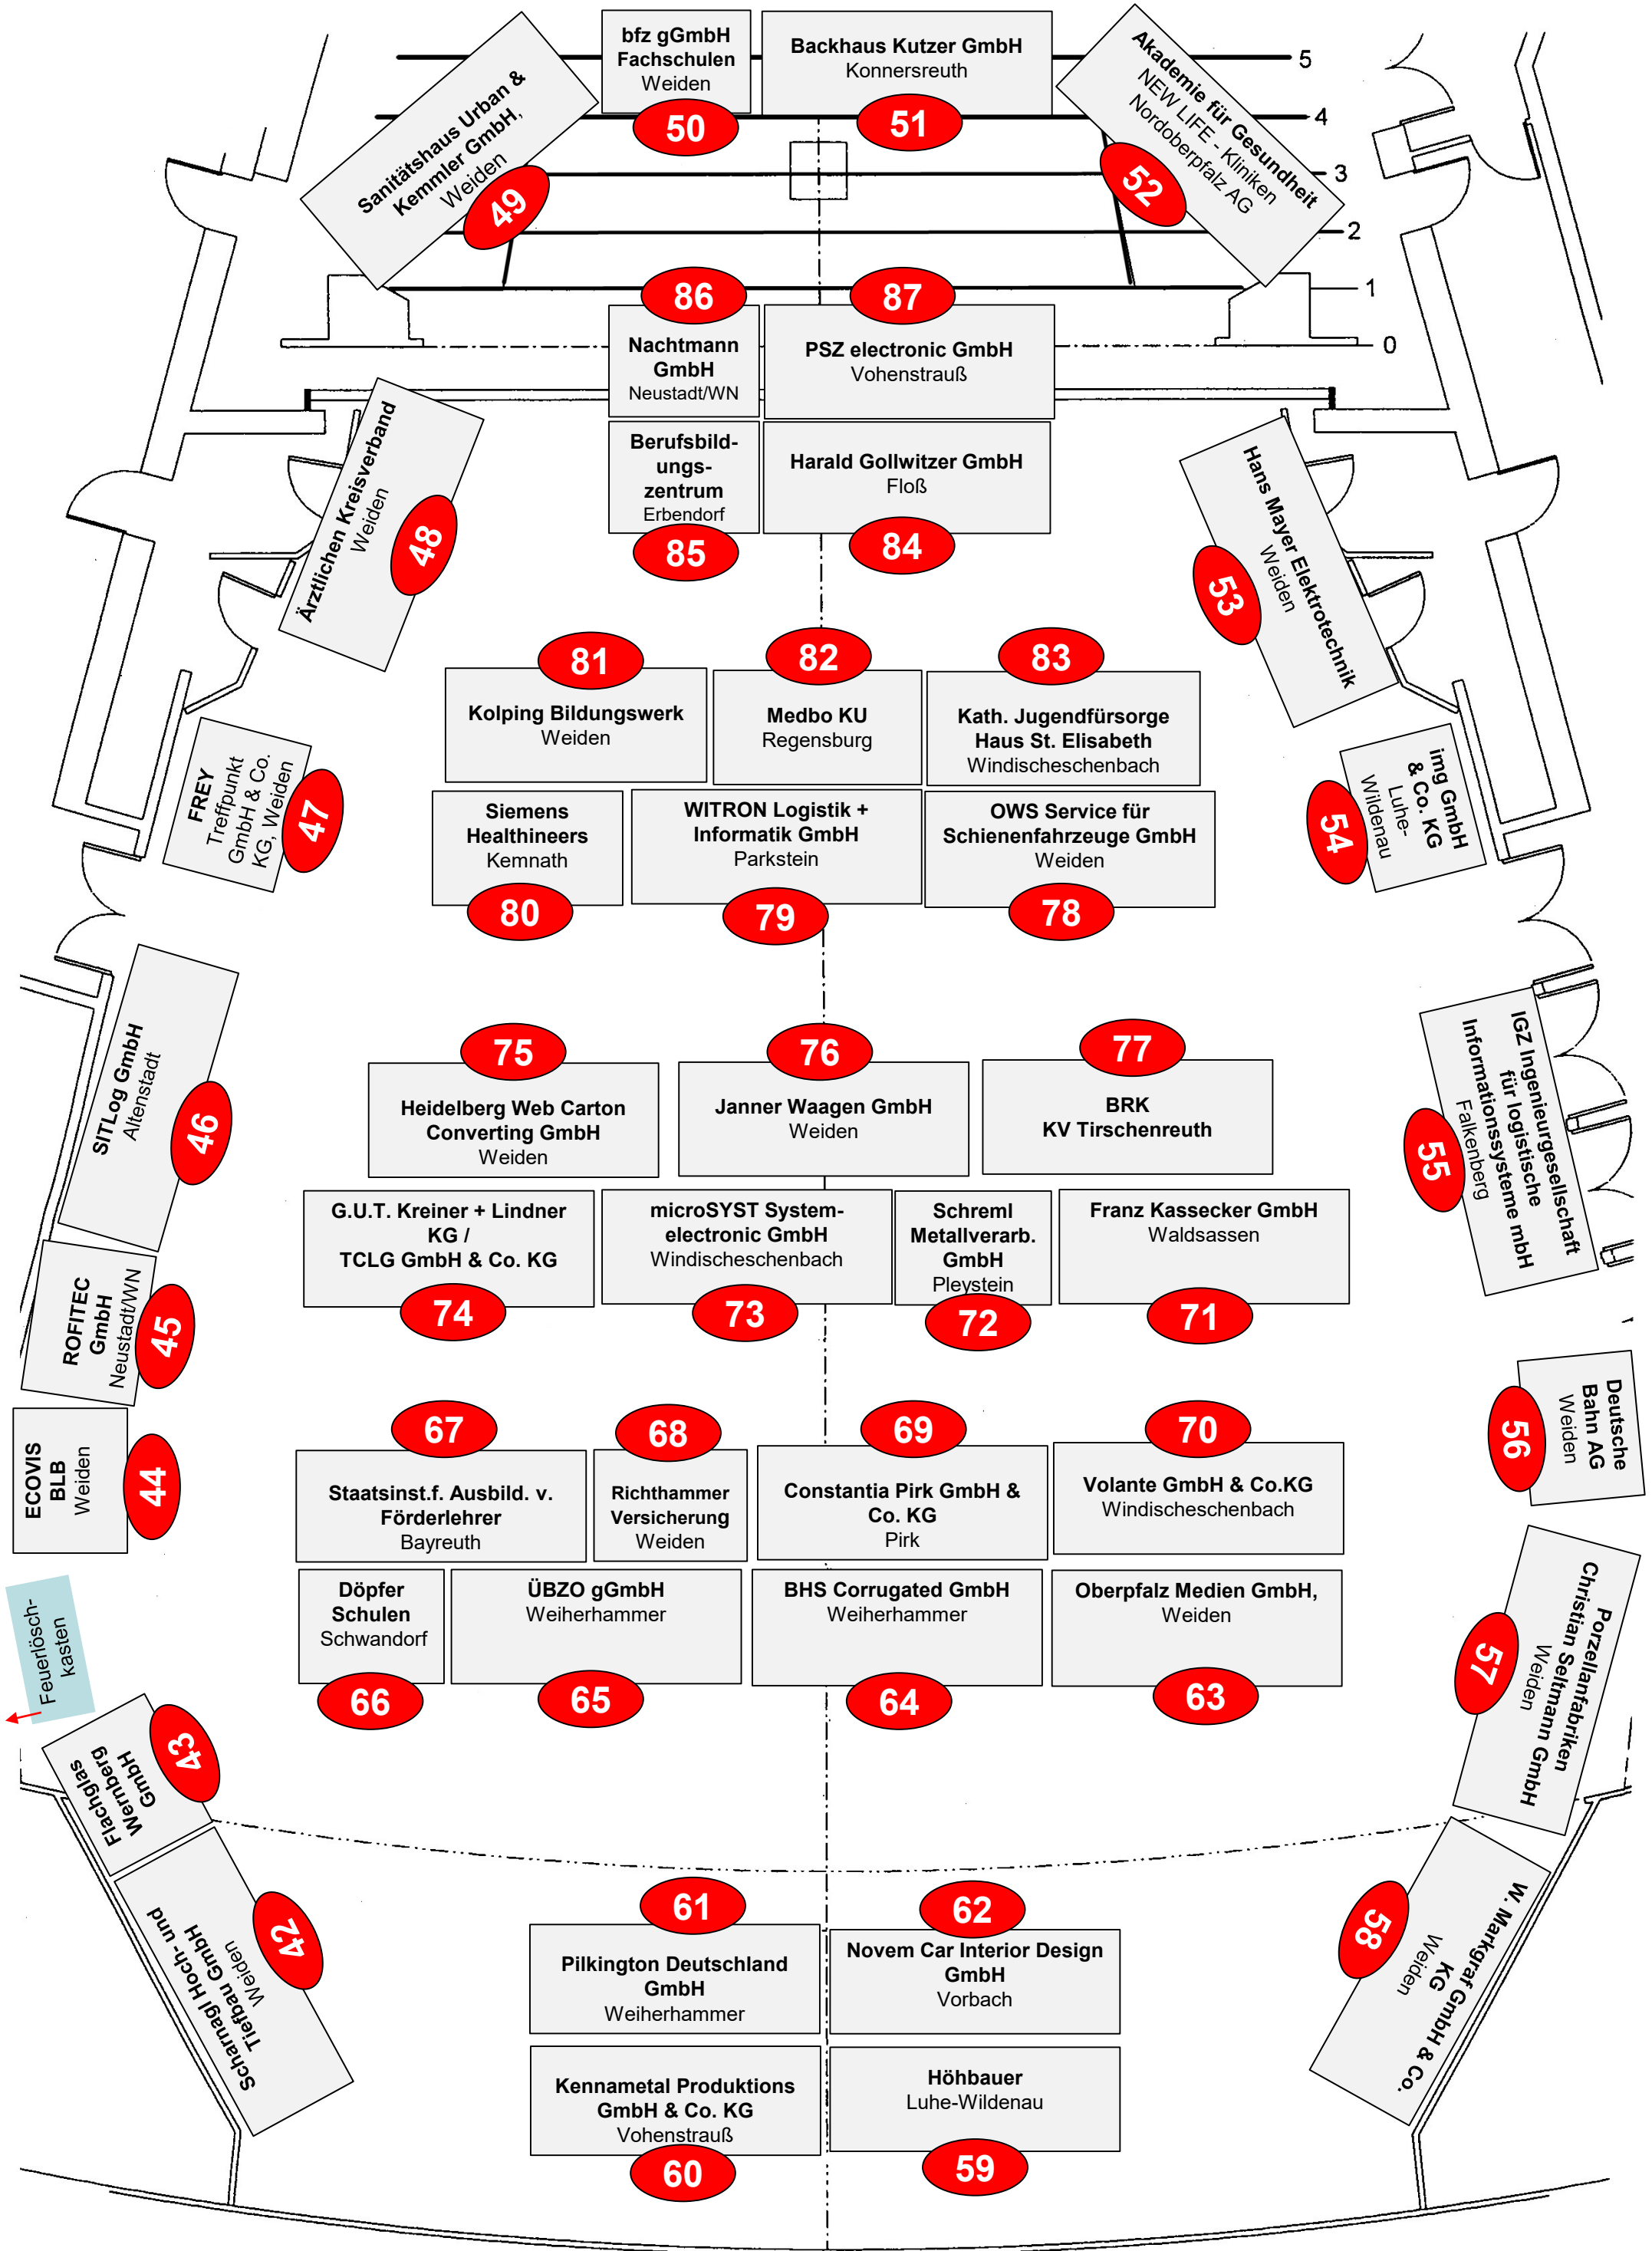 bfz gGmbH
Fachschulen
Weiden
50
Backhaus Kutzer GmbH
Konnersreuth
51
Sanitätshaus Urban &
Kemmler GmbH,
Weiden
49
Akademie für Gesundheit
NEW LIFE - Kliniken
Nordoberpfalz AG
52
5
4
3
2
1
0
86
Nachtmann
GmbH
Neustadt/WN
87
PSZ electronic GmbH
Vohenstrauß
Berufsbild-
ungs-
zentrum
Erbendorf
85
Harald Gollwitzer GmbH
Floß
84
Ärztlichen Kreisverband
Weiden
48
Hans Mayer Elektrotechnik
Weiden
53
81
Kolping Bildungswerk
Weiden
82
Medbo KU
Regensburg
83
Kath. Jugendfürsorge
Haus St. Elisabeth
Windischeschenbach
FREY
Treffpunkt
GmbH & Co.
KG, Weiden
47
img GmbH
& Co. KG
Luhe-
Wildenau
54
Siemens
Healthineers
Kemnath
80
WITRON Logistik +
Informatik GmbH
Parkstein
79
OWS Service für
Schienenfahrzeuge GmbH
Weiden
78
SITLog GmbH
Altenstadt
46
IGZ Ingenieurgesellschaft
für logistische
Informationssysteme mbH
Falkenberg
55
75
Heidelberg Web Carton
Converting GmbH
Weiden
76
Janner Waagen GmbH
Weiden
77
BRK
KV Tirschenreuth
G.U.T. Kreiner + Lindner
KG /
TCLG GmbH & Co. KG
74
microSYST System-
electronic GmbH
Windischeschenbach
73
Schreml
Metallverarb.
GmbH
Pleystein
72
Franz Kassecker GmbH
Waldsassen
71
ROFITEC
GmbH
Neustadt/WN
45
ECOVIS
BLB
Weiden
44
Deutsche
Bahn AG
Weiden
56
67
Staatsinst.f. Ausbild. v.
Förderlehrer
Bayreuth
68
Richthammer
Versicherung
Weiden
69
Constantia Pirk GmbH &
Co. KG
Pirk
70
Volante GmbH & Co.KG
Windischeschenbach
Döpfer
Schulen
Schwandorf
66
ÜBZO gGmbH
Weiherhammer
65
BHS Corrugated GmbH
Weiherhammer
64
Oberpfalz Medien GmbH,
Weiden
63
Feuerlösch-
kasten
Porzellanfabriken
Christian Seltmann GmbH
Weiden
57
Flachglas
Wernberg
GmbH
43
Scharnagl Hoch- und
Tiefbau GmbH
Weiden
42
W. Markgraf GmbH & Co.
KG
Weiden
58
61
Pilkington Deutschland
GmbH
Weiherhammer
62
Novem Car Interior Design
GmbH
Vorbach
Kennametal Produktions
GmbH & Co. KG
Vohenstrauß
60
Höhbauer
Luhe-Wildenau
59